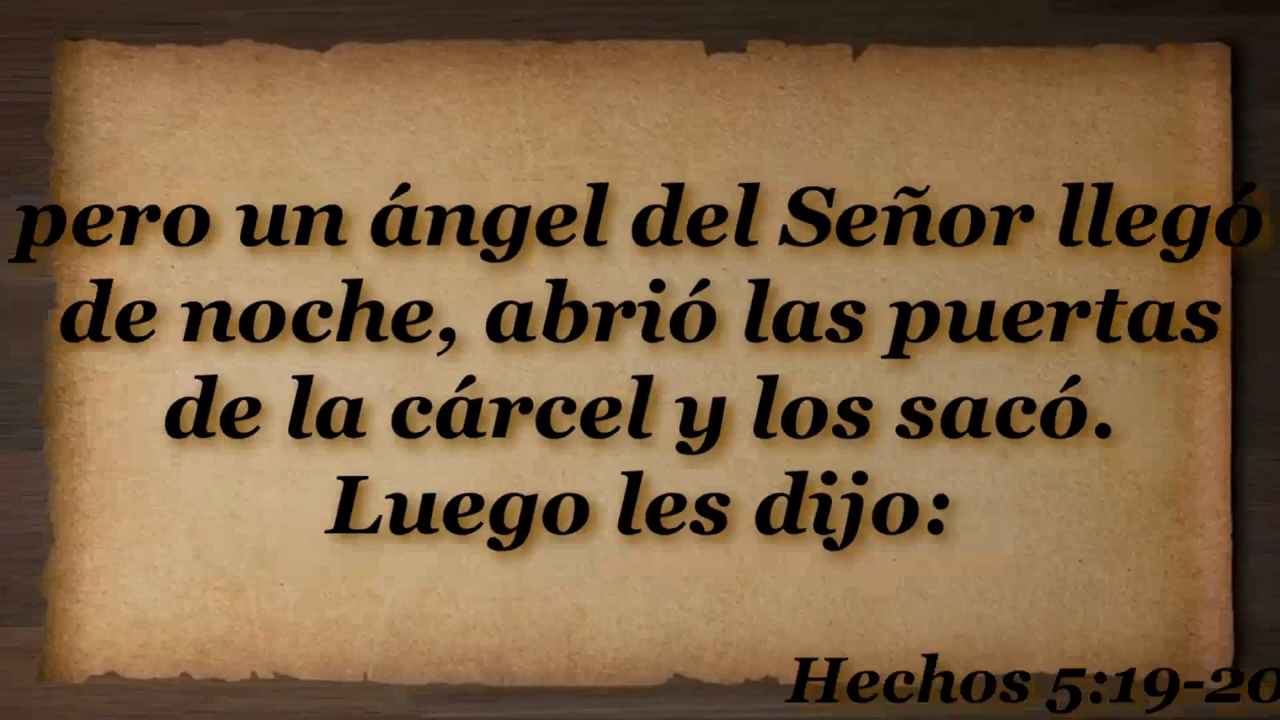 pero un ángel del Señor llegó
de noche, abrió las puertas
de la cárcel y los sacó.
Luego les dijo:
Hechos 5:19-20